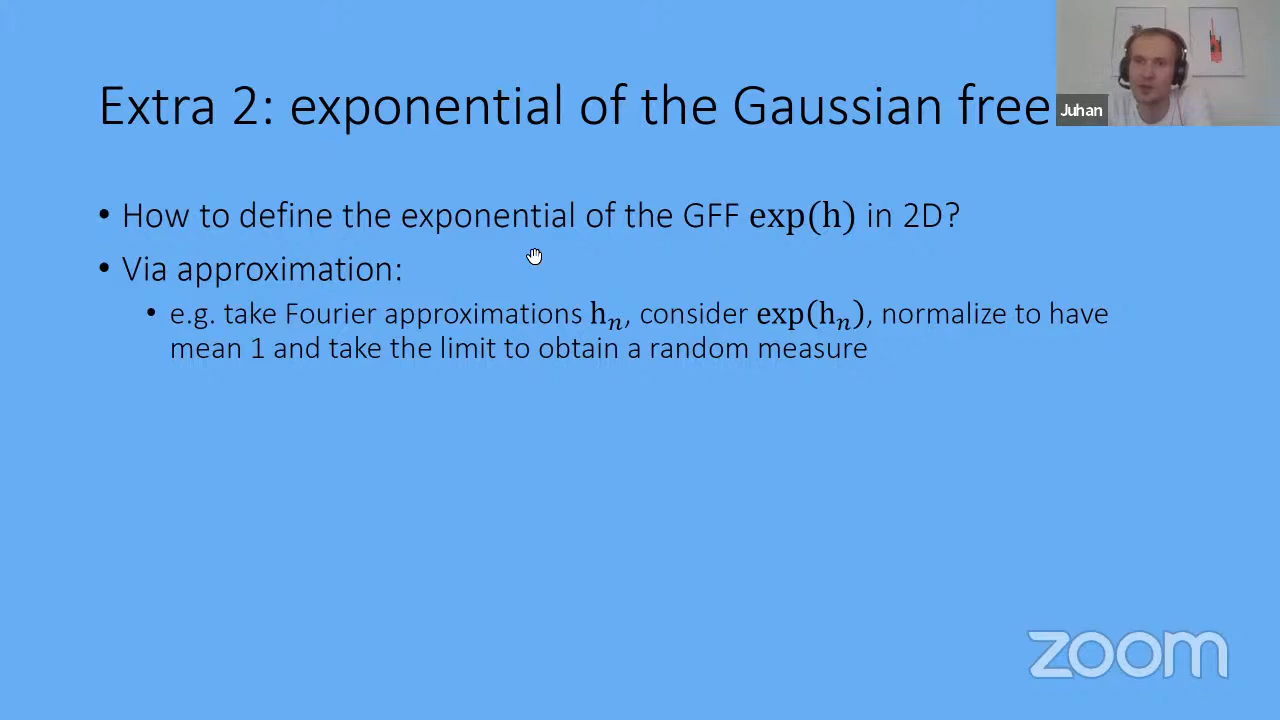 Extra 2: exponential of the Gaussian free
Juhan
• How to define the exponential of the GFF exp(h) in 2D?
• Via approximation:
• e.g. take Fourier approximations hₙ, consider exp(hₙ), normalize to have
mean 1 and take the limit to obtain a random measure
zoom